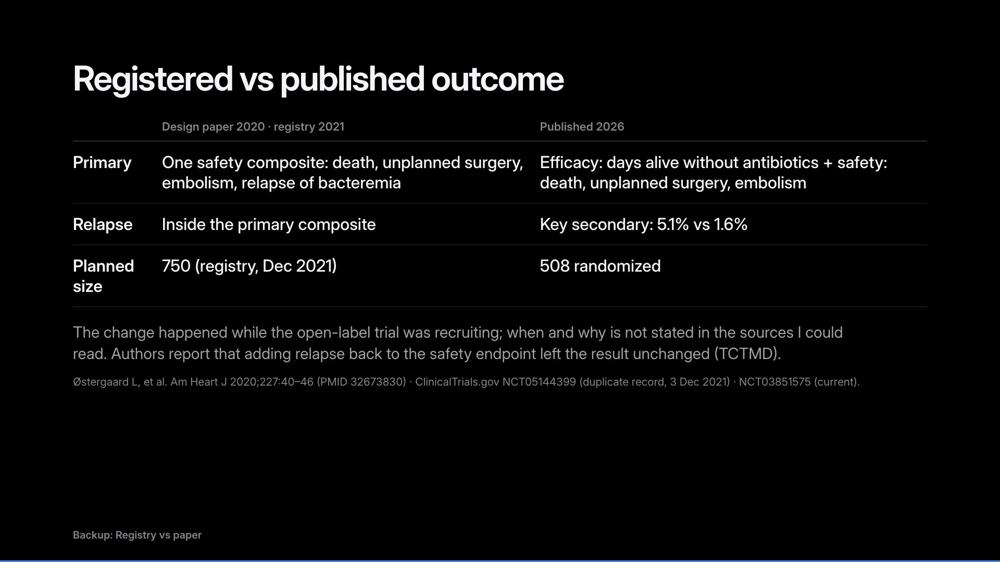 Registered vs published outcome
Design paper 2020 · registry 2021
Published 2026
Primary
One safety composite: death, unplanned surgery,
embolism, relapse of bacteremia
Efficacy: days alive without antibiotics + safety:
death, unplanned surgery, embolism
Relapse
Inside the primary composite
Key secondary: 5.1% vs 1.6%
Planned
size
750 (registry, Dec 2021)
508 randomized
The change happened while the open-label trial was recruiting; when and why is not stated in the sources I could
read. Authors report that adding relapse back to the safety endpoint left the result unchanged (TCTMD).
Østergaard L, et al. Am Heart J 2020;227:40–46 (PMID 32673830) · ClinicalTrials.gov NCT05144399 (duplicate record, 3 Dec 2021) · NCT03851575 (current).
Backup: Registry vs paper